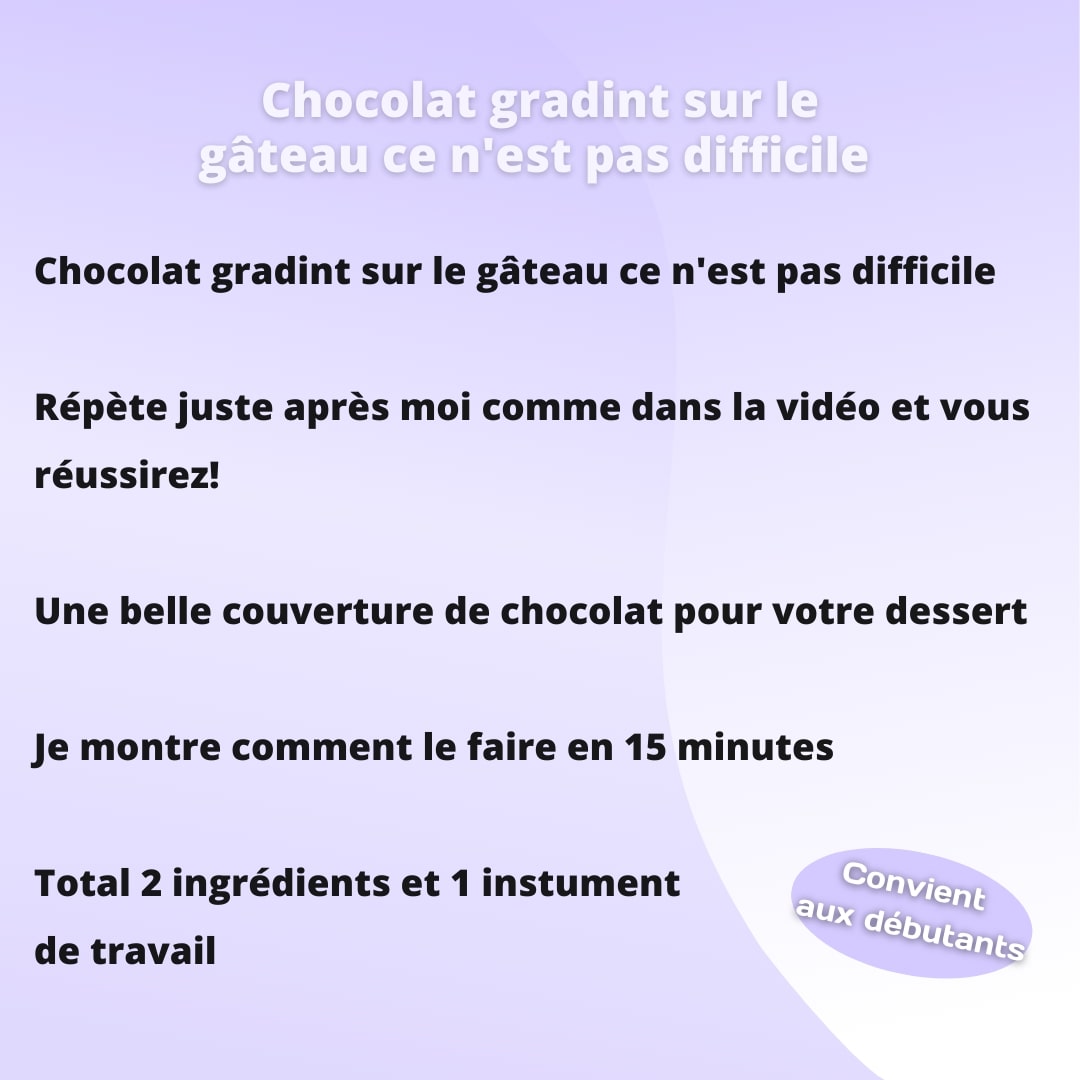 Chocolat gradint sur le
gâteau ce n'est pas difficile
Chocolat gradint sur le gâteau ce n'est pas difficile
Répète juste après moi comme dans la vidéo et vous
réussirez!
Une belle couverture de chocolat pour votre dessert
Je montre comment le faire en 15 minutes
Total 2 ingrédients et 1 instument
de travail
Convient
aux débutants